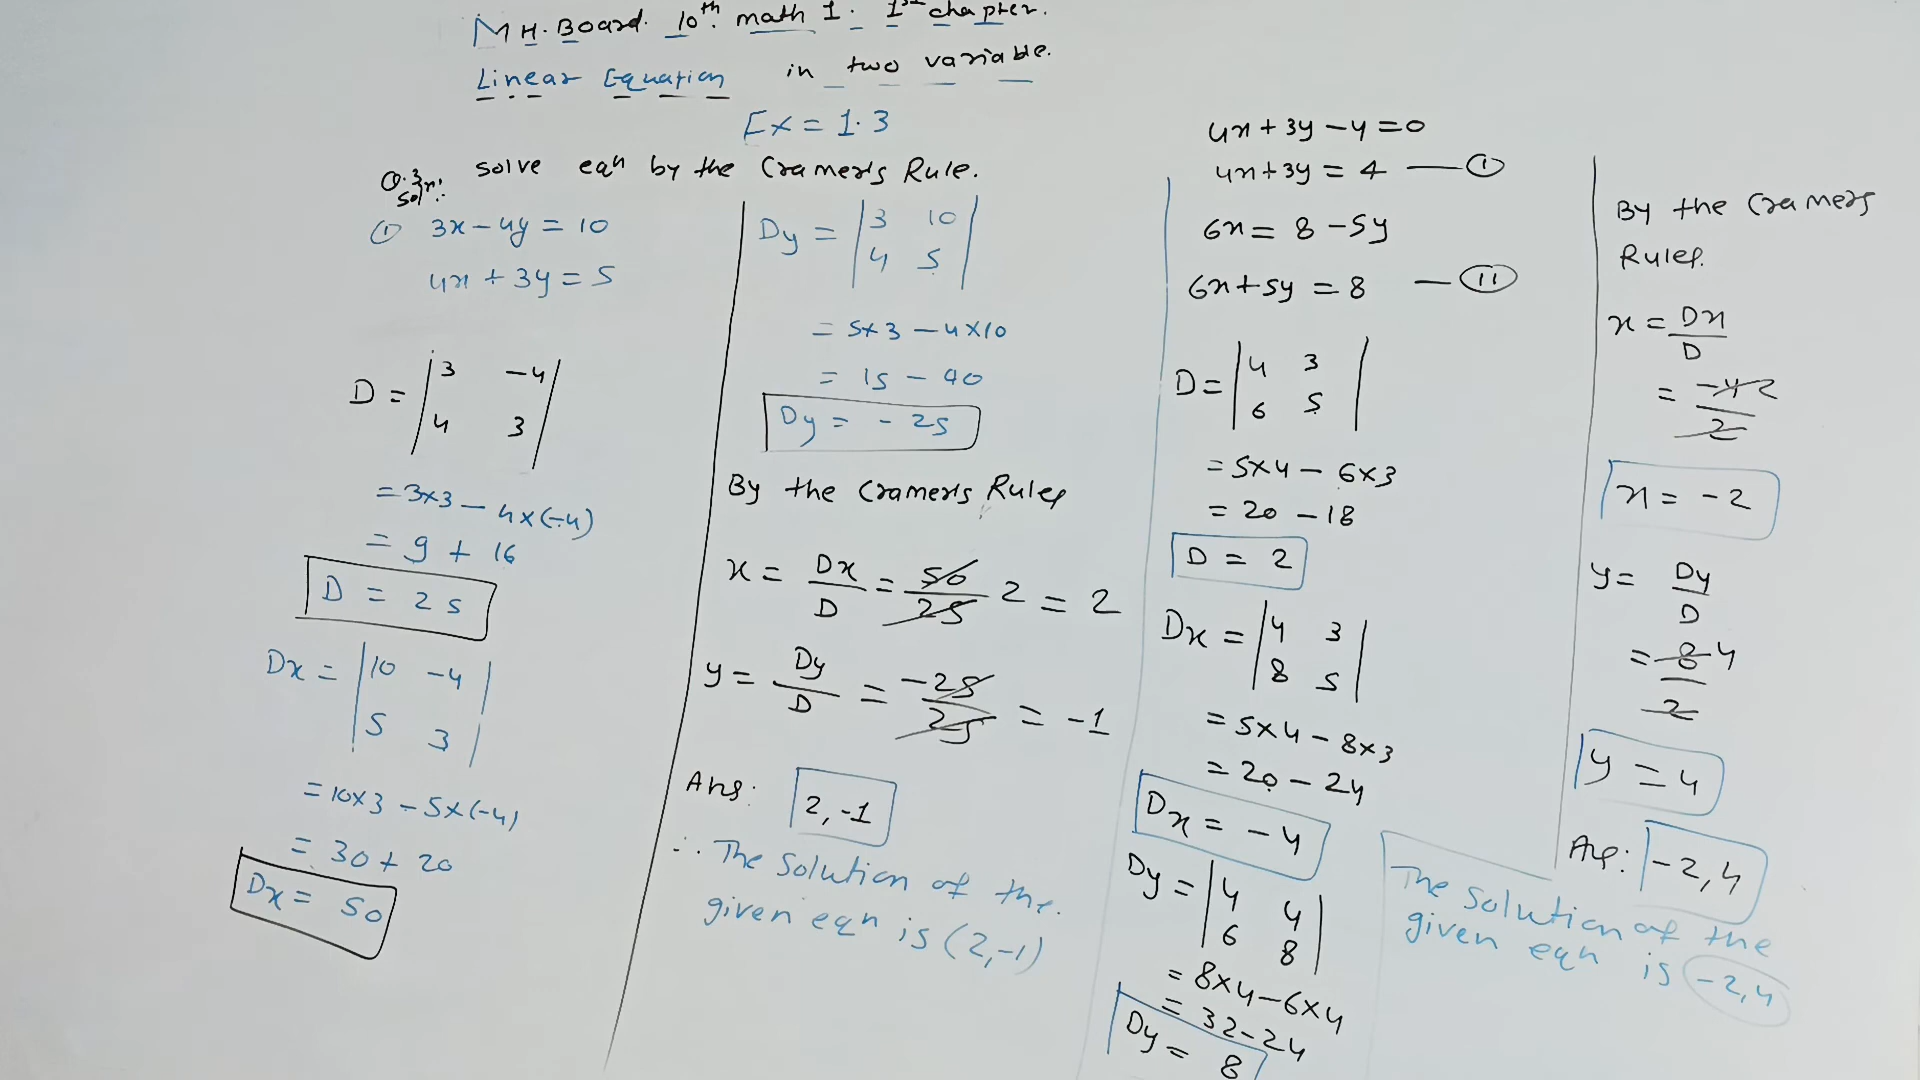 MH. Board. 10th. math 1. 1st chapter.
Linear Equation in two variable.
Ex = 1.3
Q.3 solve eqn by the Cramer's Rule.
Soln:
① 3x - 4y = 10
4x + 3y = 5
D = | 3 -4 |
| 4 3 |
= 3×3 - 4×(-4)
= 9 + 16
D = 25
Dx = | 10 -4 |
| 5 3 |
= 10×3 - 5×(-4)
= 30 + 20
Dx = 50
Dy = | 3 10 |
| 4 5 |
= 5×3 - 4×10
= 15 - 40
Dy = - 25
By the Cramer's Rules
x = Dx/D = 50/25 2 = 2
y = Dy/D = -25/25 = -1
Ans: 2, -1
∴ The Solution of the.
given eqn is (2,-1)
4x + 3y - 4 = 0
4x + 3y = 4 — ①
6x = 8 - 5y
6x + 5y = 8 — ⑪
D = | 4 3 |
| 6 5 |
= 5×4 - 6×3
= 20 - 18
D = 2
Dx = | 4 3 |
| 8 5 |
= 5×4 - 8×3
= 20 - 24
Dx = - 4
Dy = | 4 4 |
| 6 8 |
= 8×4 - 6×4
= 32 - 24
Dy = 8
By the Cramers
Rules.
x = Dx/D
= -4/2 2
x = - 2
y = Dy/D
= 8/2 4
y = 4
Ans: -2, 4
The Solution of the
given eqn is -2, 4